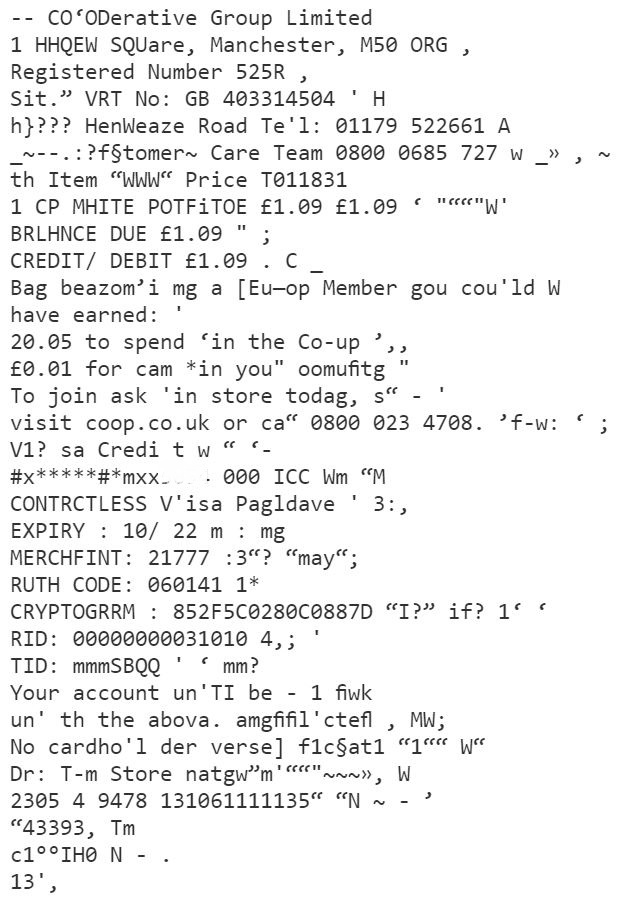 -- CO‘ODerative Group Limited
1 HHQEW SQUare, Manchester, M50 ORG ,
Registered Number 525R ,
Sit.” VRT No: GB 403314504 ' H
h}??? HenWeaze Road Te'l: 01179 522661 A
_~--.:?f§tomer~ Care Team 0800 0685 727 w _» , ~
th Item “WWW“ Price T011831
1 CP MHITE POTFiTOE £1.09 £1.09 ‘ "““"W'
BRLHNCE DUE £1.09 " ;
CREDIT/ DEBIT £1.09 . C _
Bag beazom’i mg a [Eu—op Member gou cou'ld W
have earned: '
20.05 to spend ‘in the Co-up ’,,
£0.01 for cam *in you" oomufitg "
To join ask 'in store todag, s“ - '
visit coop.co.uk or ca“ 0800 023 4708. ’f-w: ‘ ;
V1? sa Credi t w “ ‘-
#x*****#*mxx 000 ICC Wm “M
CONTRCTLESS V'isa Pagldave ' 3:,
EXPIRY : 10/ 22 m : mg
MERCHFINT: 21777 :3“? “may“;
RUTH CODE: 060141 1*
CRYPTOGRRM : 852F5C0280C0887D “I?” if? 1‘ ‘
RID: 00000000031010 4,; '
TID: mmmSBQQ ' ‘ mm?
Your account un'TI be - 1 ﬁwk
un' th the abova. amgﬁfil'cteﬂ , MW;
No cardho'l der verse] f1c§at1 “1““ W“
Dr: T-m Store natgw”m'““"~~~», W
2305 4 9478 131061111135“ “N ~ - ’
“43393, Tm
c1°°IH0 N - .
13',